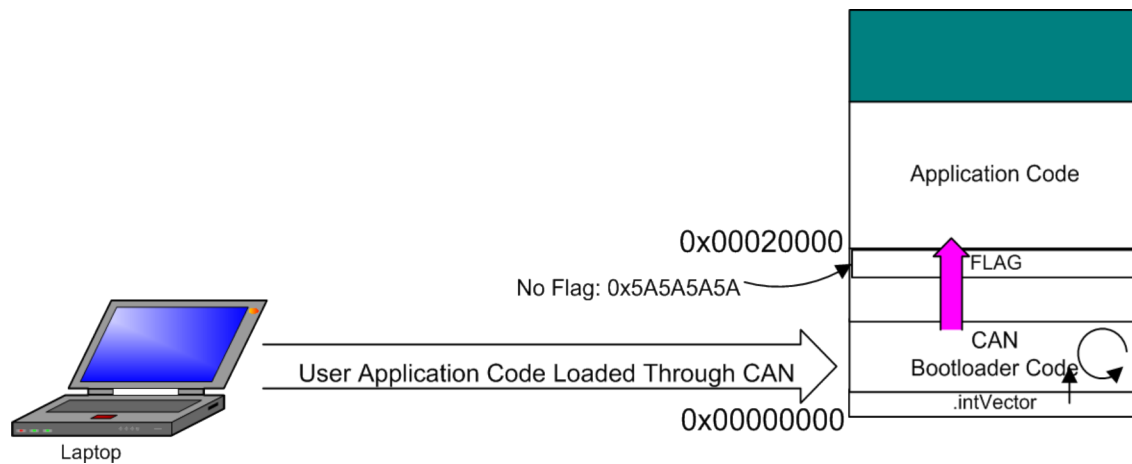 Application Code
0x00020000
FLAG
No Flag: 0x5A5A5A5A
CAN
Bootloader Code
User Application Code Loaded Through CAN
.intVector
0x00000000
Laptop